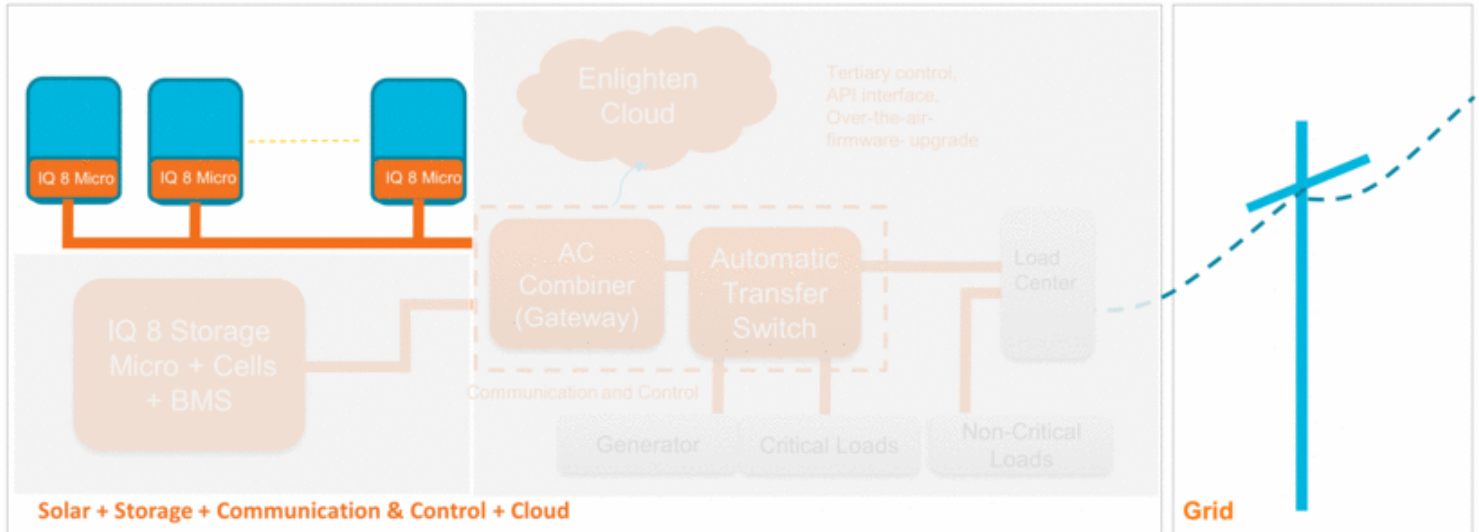 Enlighten
Cloud
Tertiary control,
API interface,
Over-the-air-
firmware- upgrade
IQ 8 Micro
IQ 8 Micro
IQ 8 Micro
AC
Combiner
(Gateway)
Automatic
Transfer
Switch
Load
Center
IQ 8 Storage
Micro + Cells
+ BMS
Communication and Control
Generator
Critical Loads
Non-Critical
Loads
Solar + Storage + Communication & Control + Cloud
Grid